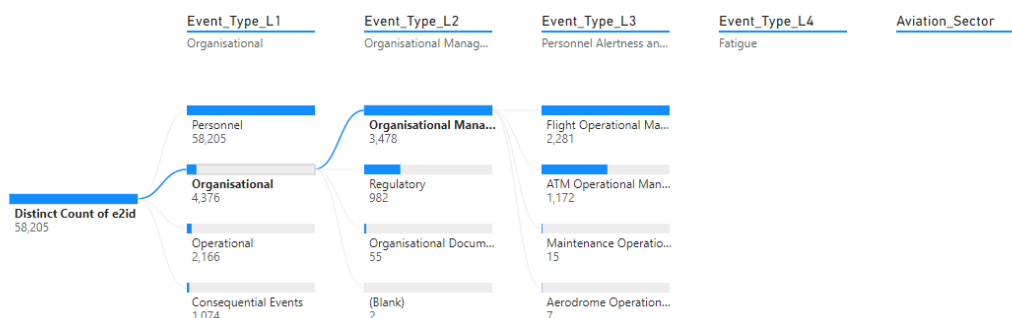 Event_Type_L1
Organisational
Event_Type_L2
Organisational Manag...
Event_Type_L3
Personnel Alertness an...
Event_Type_L4
Fatigue
Aviation_Sector
Distinct Count of e2id
58,205
Personnel
58,205
Organisational
4,376
Operational
2,166
Consequential Events
1,074
Organisational Mana...
3,478
Regulatory
982
Organisational Docum...
55
(Blank)
2
Flight Operational Ma...
2,281
ATM Operational Man...
1,172
Maintenance Operatio...
15
Aerodrome Operation...
7